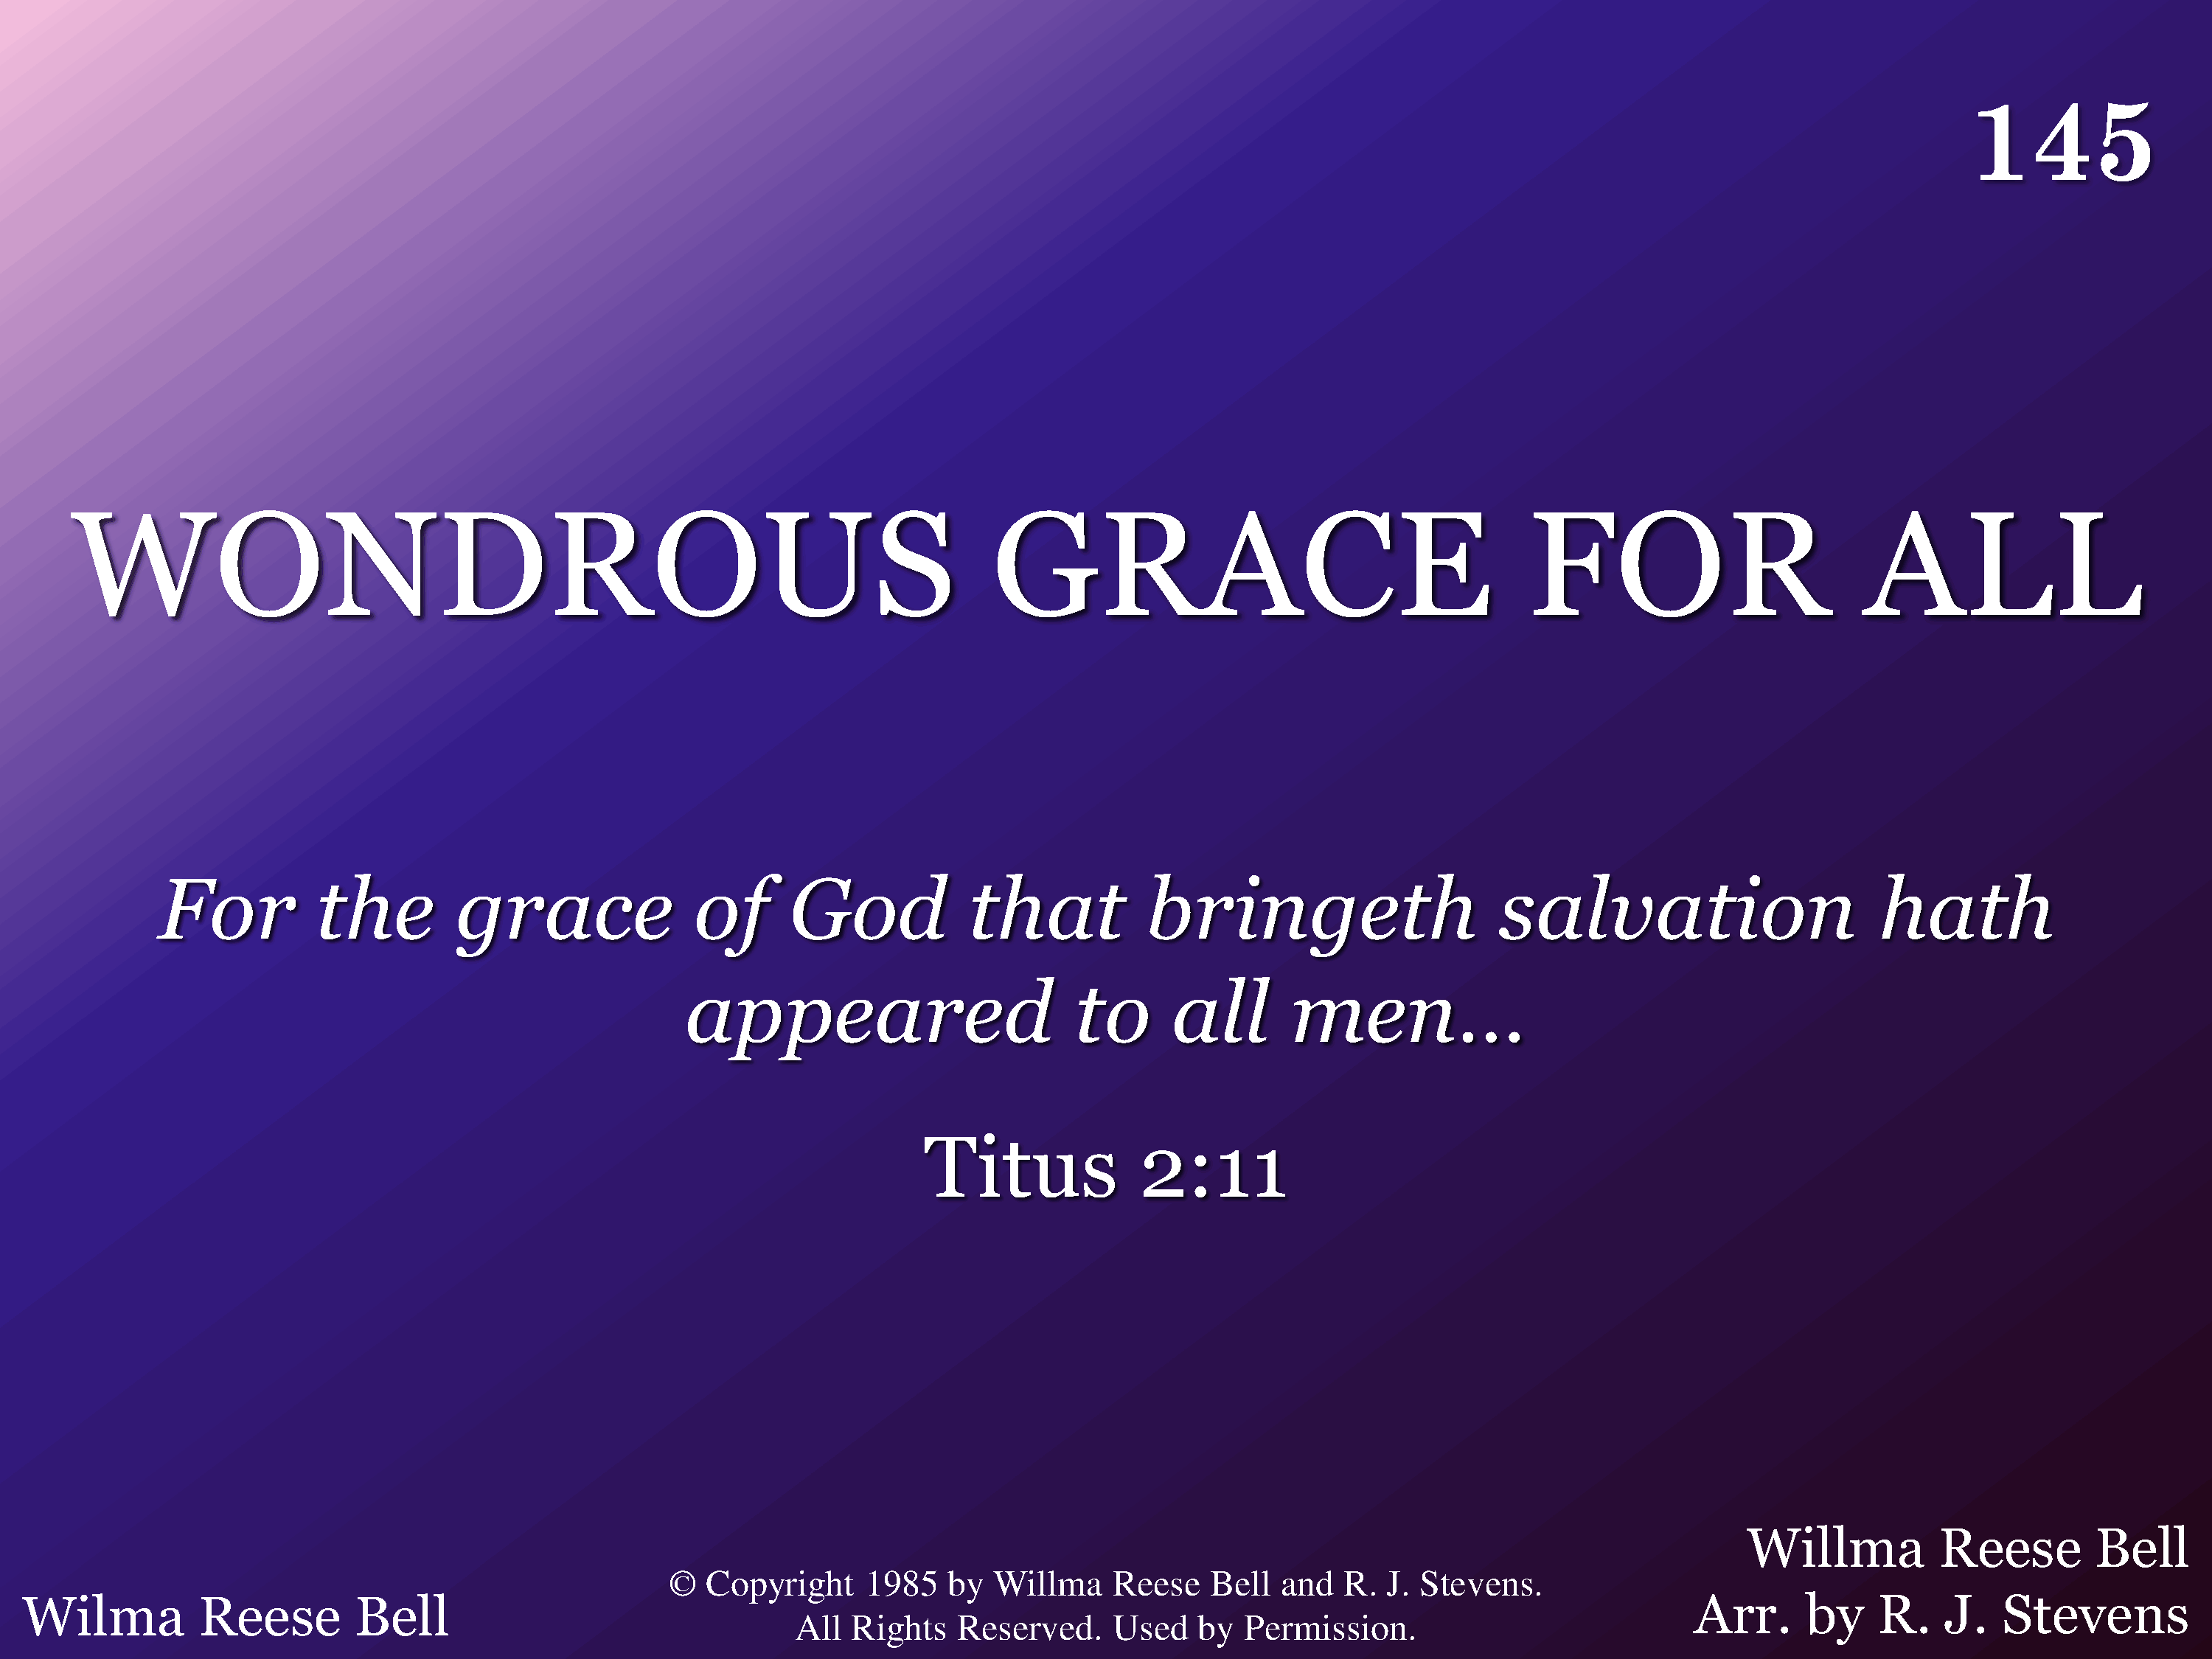 145
WONDROUS GRACE FOR ALL
For the grace of God that bringeth salvation hath
appeared to all men...
Titus 2:11
Wilma Reese Bell
© Copyright 1985 by Willma Reese Bell and R. J. Stevens.
All Rights Reserved. Used by Permission.
Willma Reese Bell
Arr. by R. J. Stevens